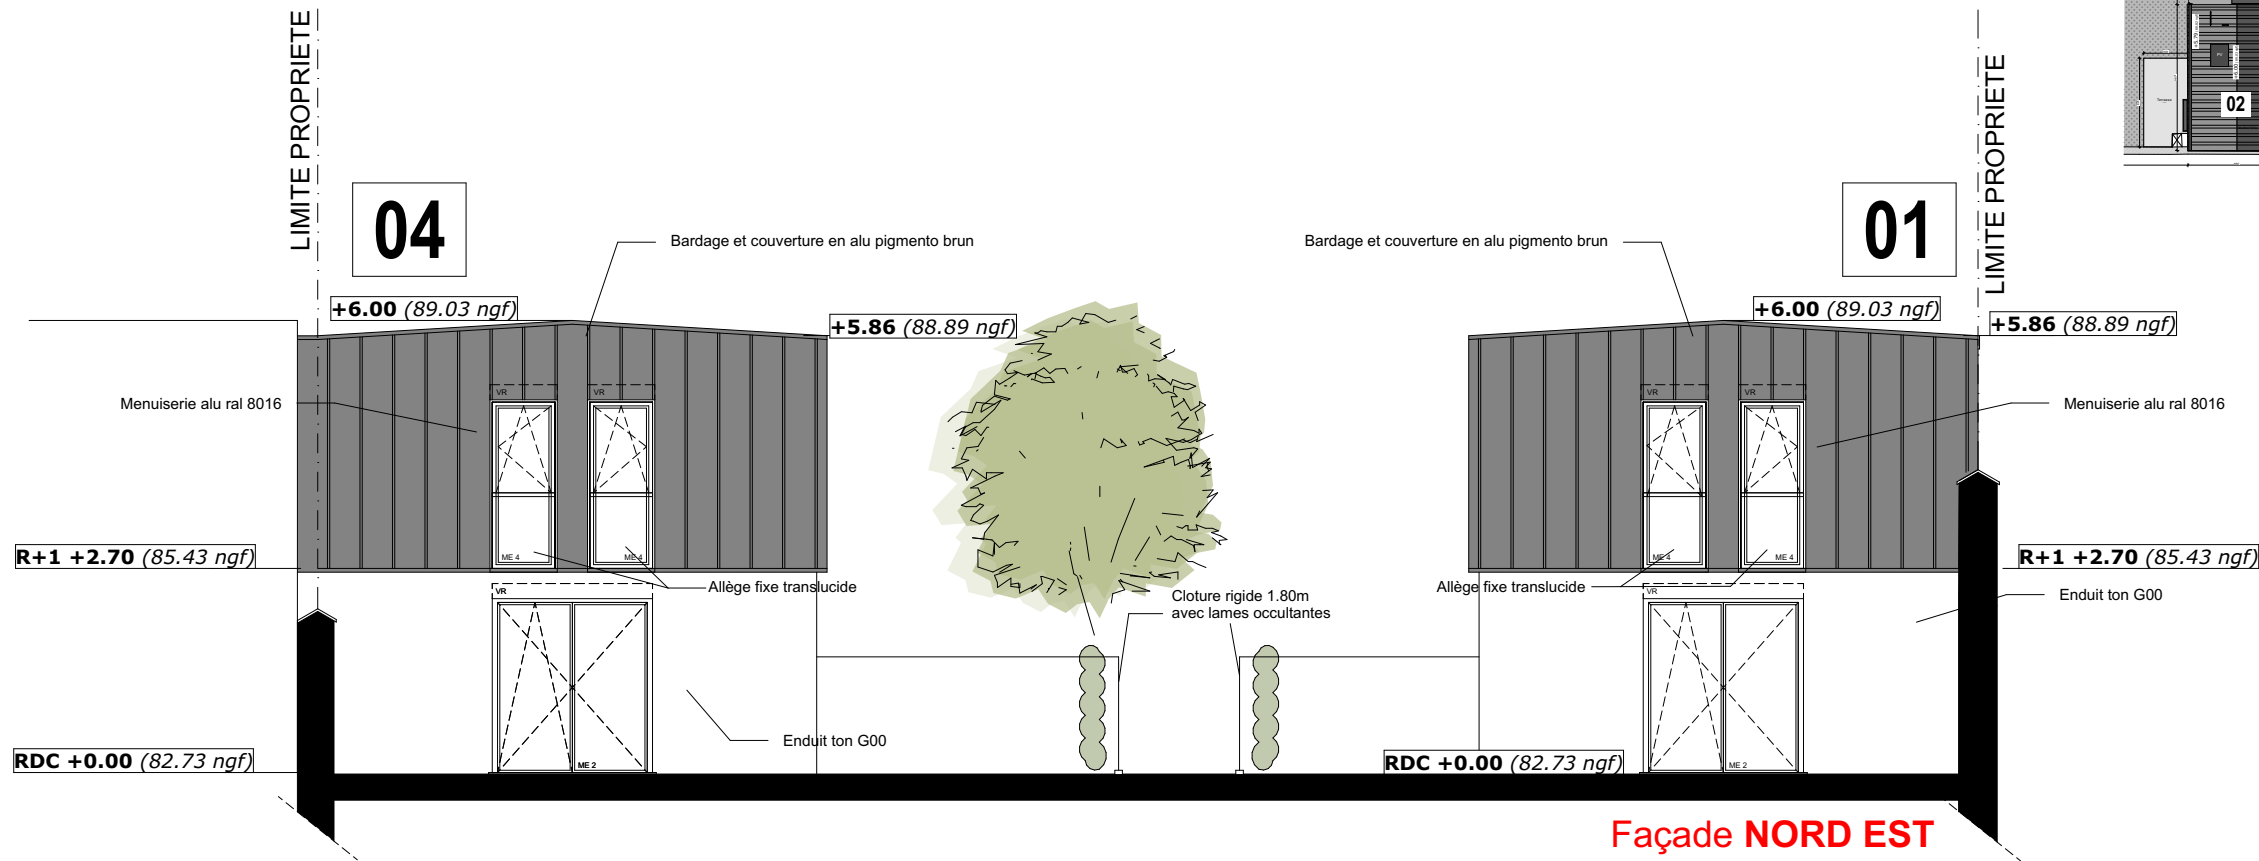 LIMITE PROPRIETE
LIMITE PROPRIETE
02
Terrasse
PV
04
01
Bardage et couverture en alu pigmento brun
Bardage et couverture en alu pigmento brun
+6.00 (89.03 ngf)
+5.86 (88.89 ngf)
+6.00 (89.03 ngf)
+5.86 (88.89 ngf)
Menuiserie alu ral 8016
VR
VR
VR
VR
Menuiserie alu ral 8016
R+1 +2.70 (85.43 ngf)
ME 4
ME 4
ME 4
ME 4
R+1 +2.70 (85.43 ngf)
VR
Allège fixe translucide
Cloture rigide 1.80m
avec lames occultantes
Allège fixe translucide
VR
Enduit ton G00
Enduit ton G00
RDC +0.00 (82.73 ngf)
ME 2
RDC +0.00 (82.73 ngf)
ME 2
Façade NORD EST